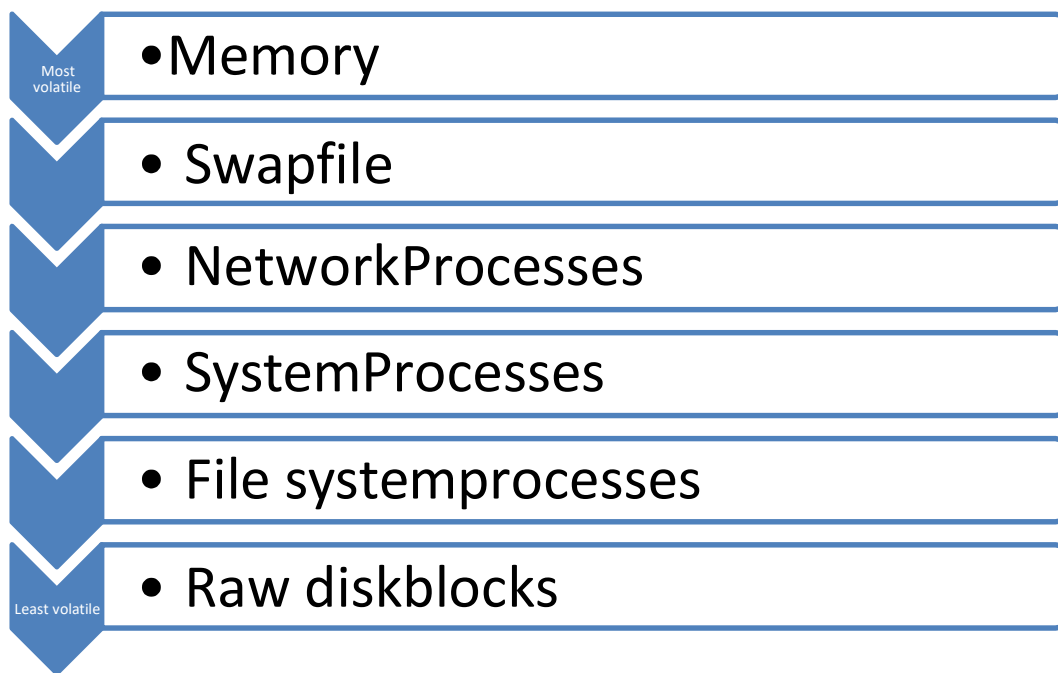 Most
volatile
•Memory
• Swapfile
• NetworkProcesses
• SystemProcesses
• File systemprocesses
Least volatile
• Raw diskblocks